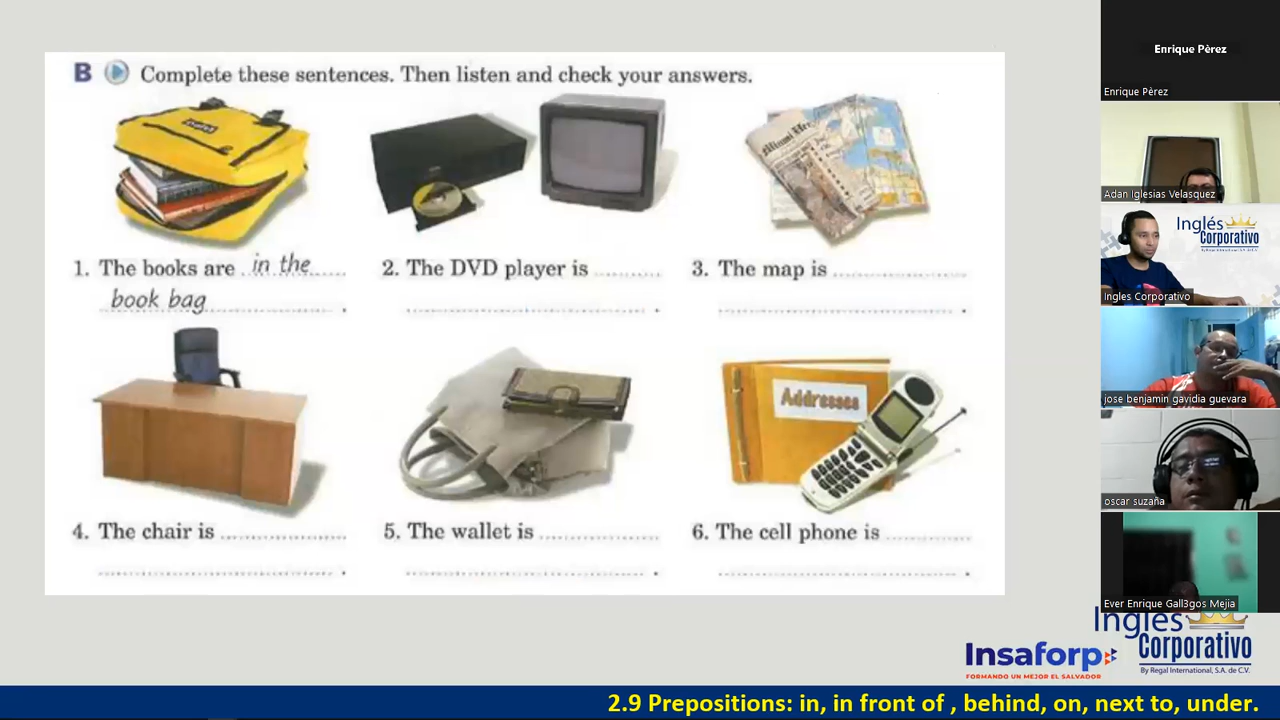 B Complete these sentences. Then listen and check your answers.
1. The books are in the
book bag .
2. The DVD player is
.
3. The map is
.
Addresses
4. The chair is
.
5. The wallet is
.
6. The cell phone is
.
Enrique Pèrez
Enrique Pèrez
Adan Iglesias Velasquez
Inglés
Corporativo
Ingles Corporativo
jose benjamin gavidia guevara
oscar suzaña
Ever Enrique Gall3gos Mejia
Inglés
Corporativo
By Regal International, S.A. de C.V.
Insaforp
FORMANDO UN MEJOR EL SALVADOR
2.9 Prepositions: in, in front of , behind, on, next to, under.